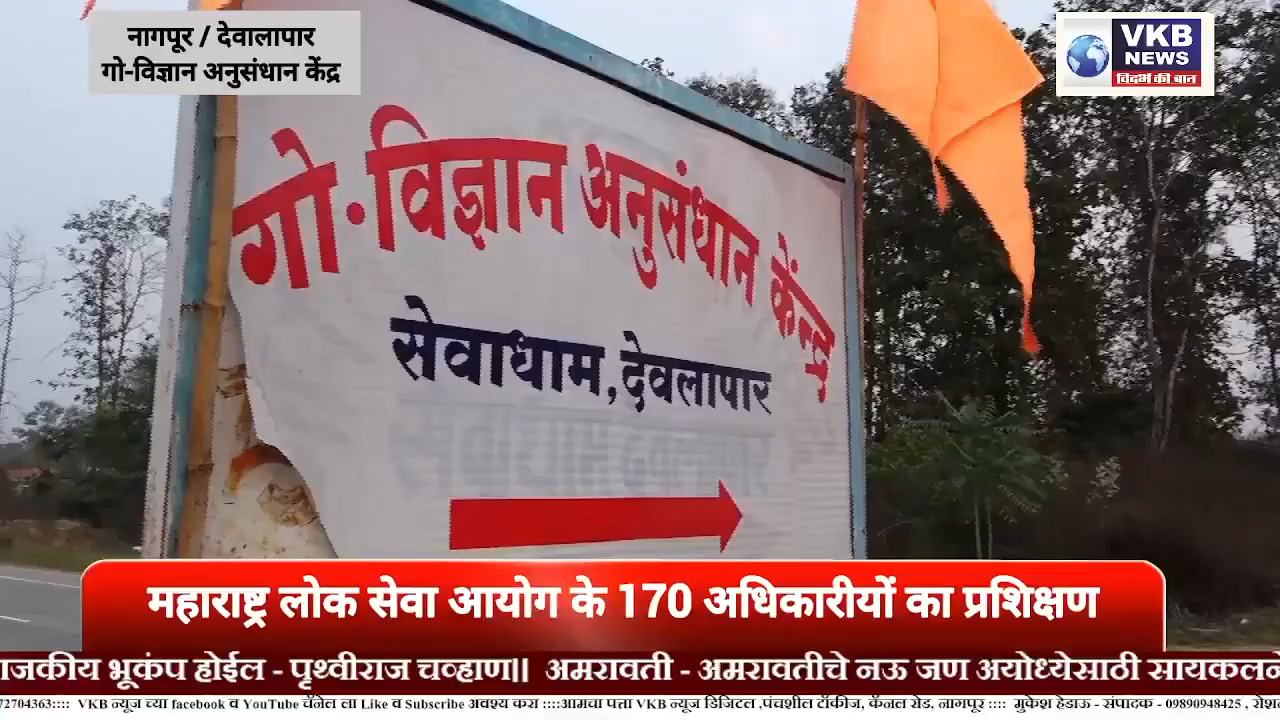 नागपूर / देवालापार
गो-विज्ञान अनुसंधान केंद्र
VKB
NEWS
विदर्भ की बात
गो-विज्ञान अनुसंधान केंन्द्र
सेवाधाम, देवलापार
महाराष्ट्र लोक सेवा आयोग के 170 अधिकारीयों का प्रशिक्षण
ाजकीय भूकंप होईल - पृथ्वीराज चव्हाण|| अमरावती - अमरावतीचे नऊ जण अयोध्येसाठी सायकलने
72704363:::: VKB न्यूज च्या facebook व YouTube चॅनेल ला Like व Subscribe अवश्य करा ::::आमचा पत्ता VKB न्यूज डिजिटल ,पंचशील टॉकीज, कॅनल रोड, नागपूर :::: मुकेश हेडाऊ - संपादक - 09890948425 , रोश